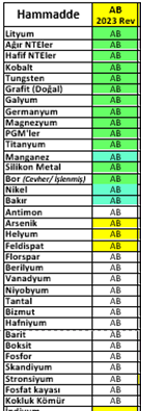 Hammadde AB 2023 Rev
Lityum AB
Ağır NTEler AB
Hafif NTEler AB
Kobalt AB
Tungsten AB
Grafit (Doğal) AB
Galyum AB
Germanyum AB
Magnezyum AB
PGM'ler AB
Titanyum AB
Manganez AB
Silikon Metal AB
Bor (Cevher/ İşlenmiş) AB
Nikel AB
Bakır AB
Antimon AB
Arsenik AB
Helyum AB
Feldispat AB
Florspar AB
Berilyum AB
Vanadyum AB
Niyobyum AB
Tantal AB
Bizmut AB
Hafniyum AB
Barit AB
Boksit AB
Fosfor AB
Skandiyum AB
Stronsiyum AB
Fosfat kayası AB
Kokluk Kömür AB